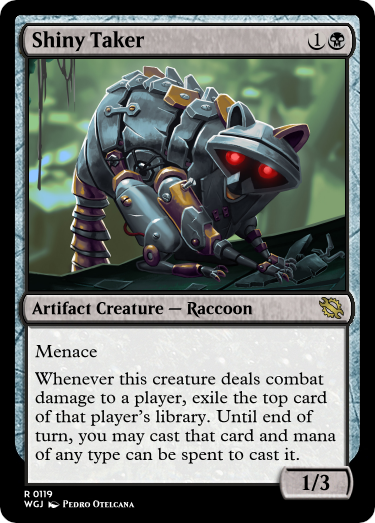 Shiny Taker 1
Artifact Creature — Raccoon
Menace
Whenever this creature deals combat
damage to a player, exile the top card
of that player's library. Until end of
turn, you may cast that card and mana
of any type can be spent to cast it.
1/3
R 0119
WGJ Pedro Otelcana